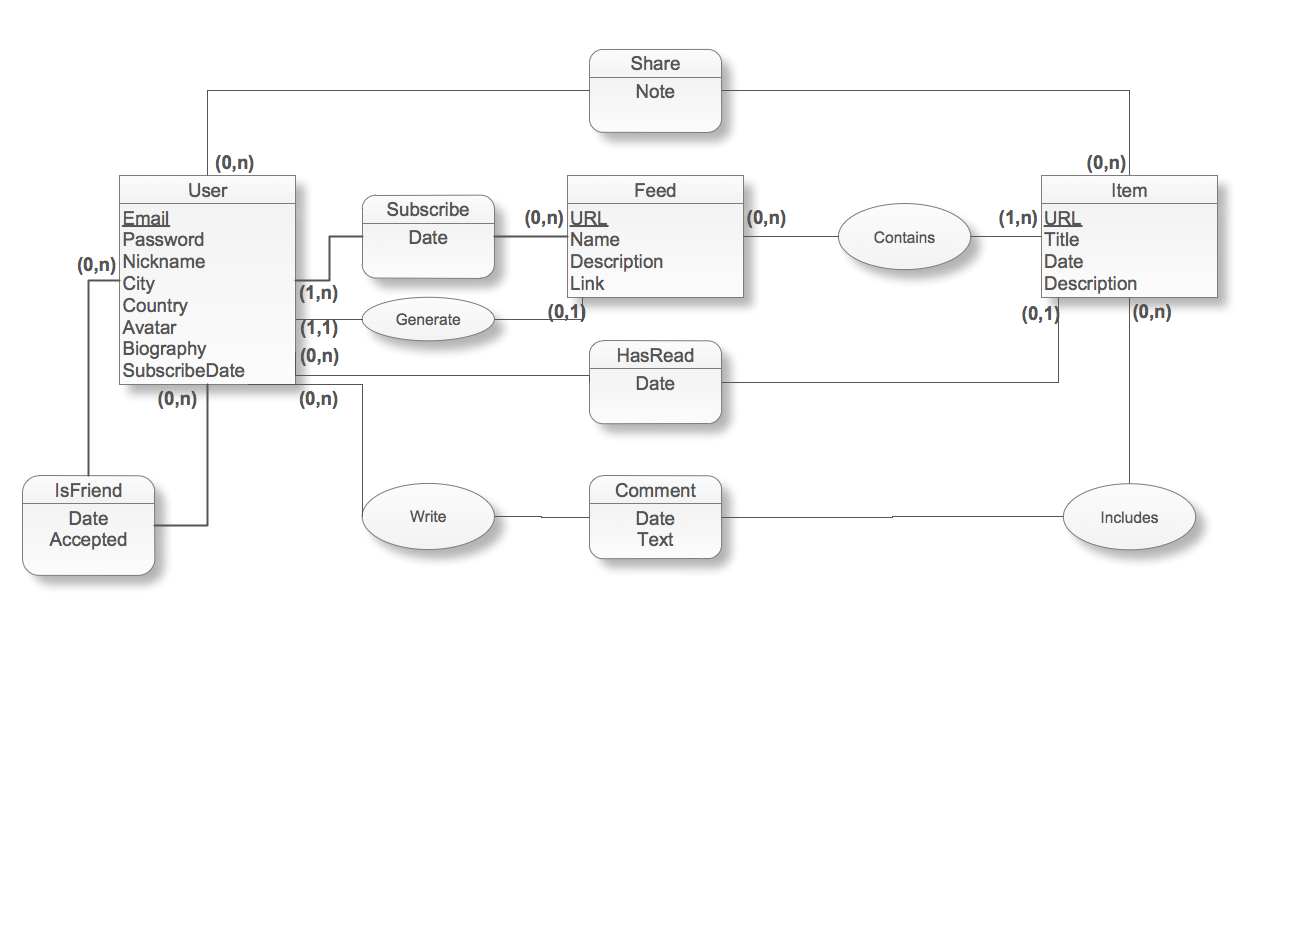 Share
Note
(0,n)
(0,n)
User
Email
Password
Nickname
City
Country
Avatar
Biography
SubscribeDate
Subscribe
Date
(0,n)
Feed
URL
Name
Description
Link
(0,n)
Contains
(1,n)
Item
URL
Title
Date
Description
(0,n)
(1,n)
(1,1)
Generate
(0,1)
(0,1)
(0,n)
(0,n)
HasRead
Date
(0,n)
(0,n)
IsFriend
Date
Accepted
Write
Comment
Date
Text
Includes